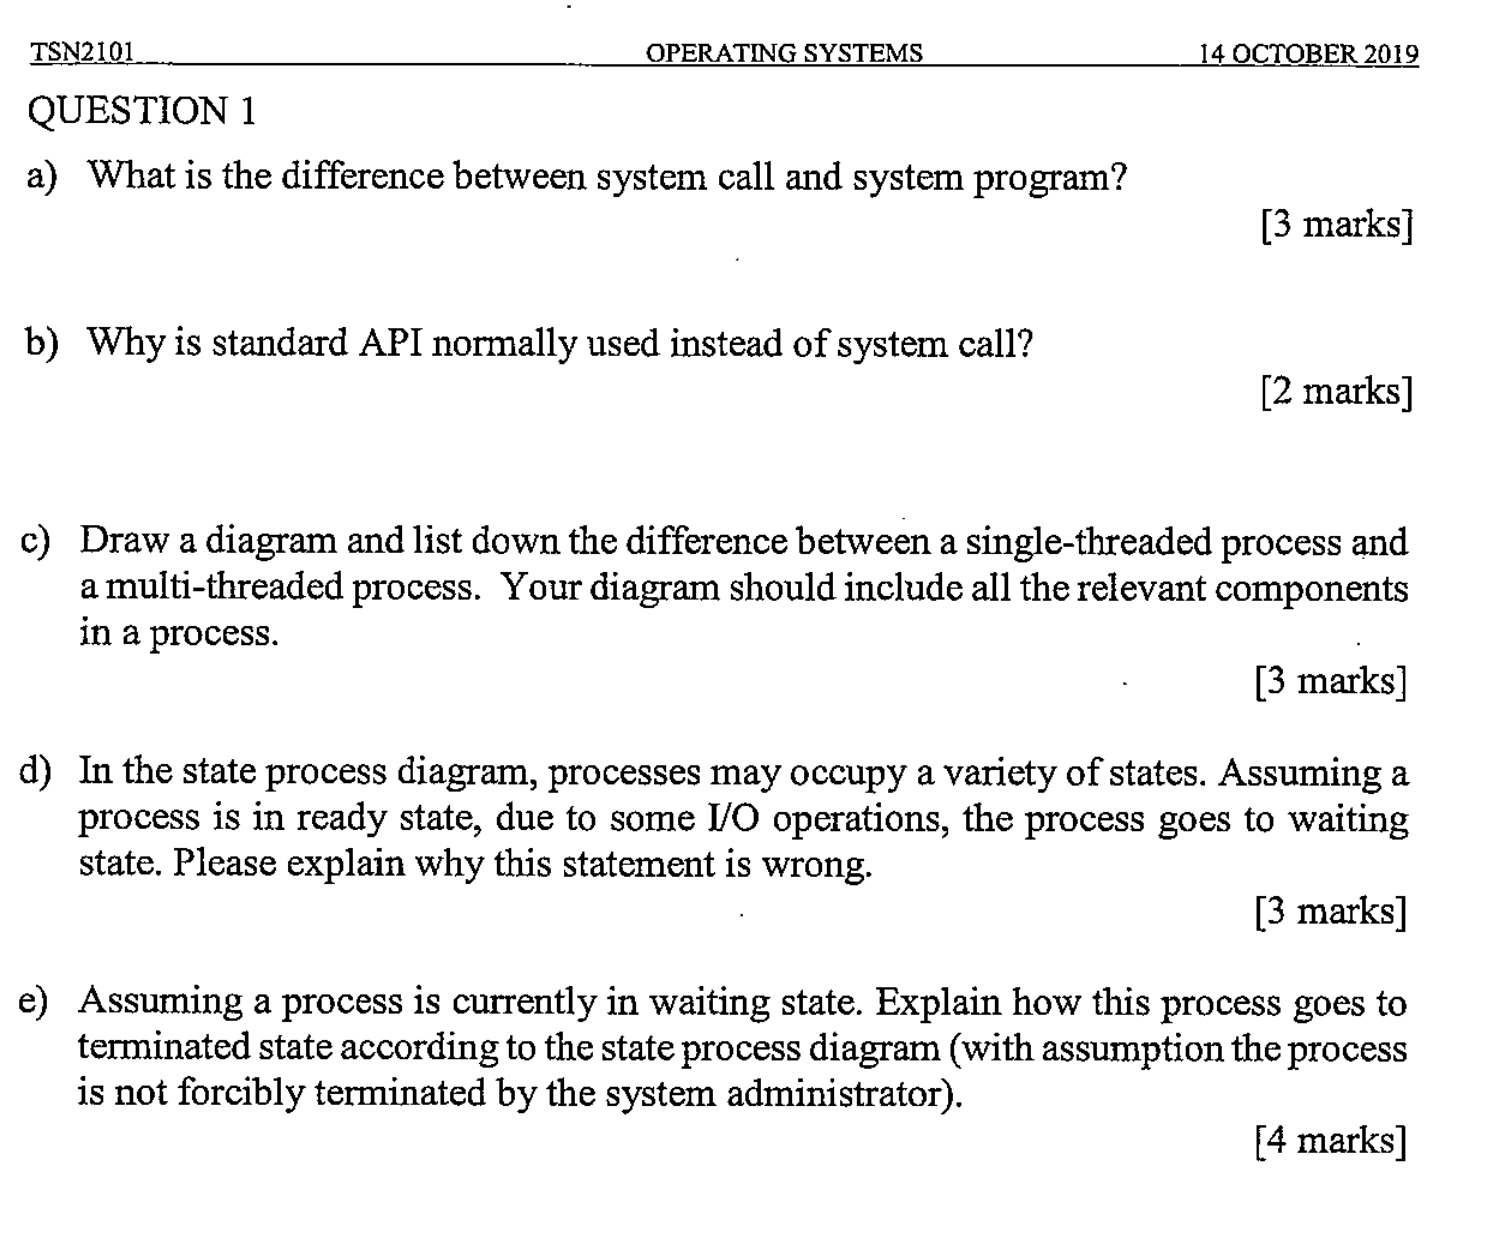 TSN2101 OPERATING SYSTEMS 14 OCTOBER 2019
QUESTION 1
a) What is the difference between system call and system program?
[3 marks]
b) Why is standard API normally used instead of system call?
[2 marks]
c) Draw a diagram and list down the difference between a single-threaded process and
a multi-threaded process. Your diagram should include all the relevant components
in a process.
[3 marks]
d) In the state process diagram, processes may occupy a variety of states. Assuming a
process is in ready state, due to some I/O operations, the process goes to waiting
state. Please explain why this statement is wrong.
[3 marks]
e) Assuming a process is currently in waiting state. Explain how this process goes to
terminated state according to the state process diagram (with assumption the process
is not forcibly terminated by the system administrator).
[4 marks]